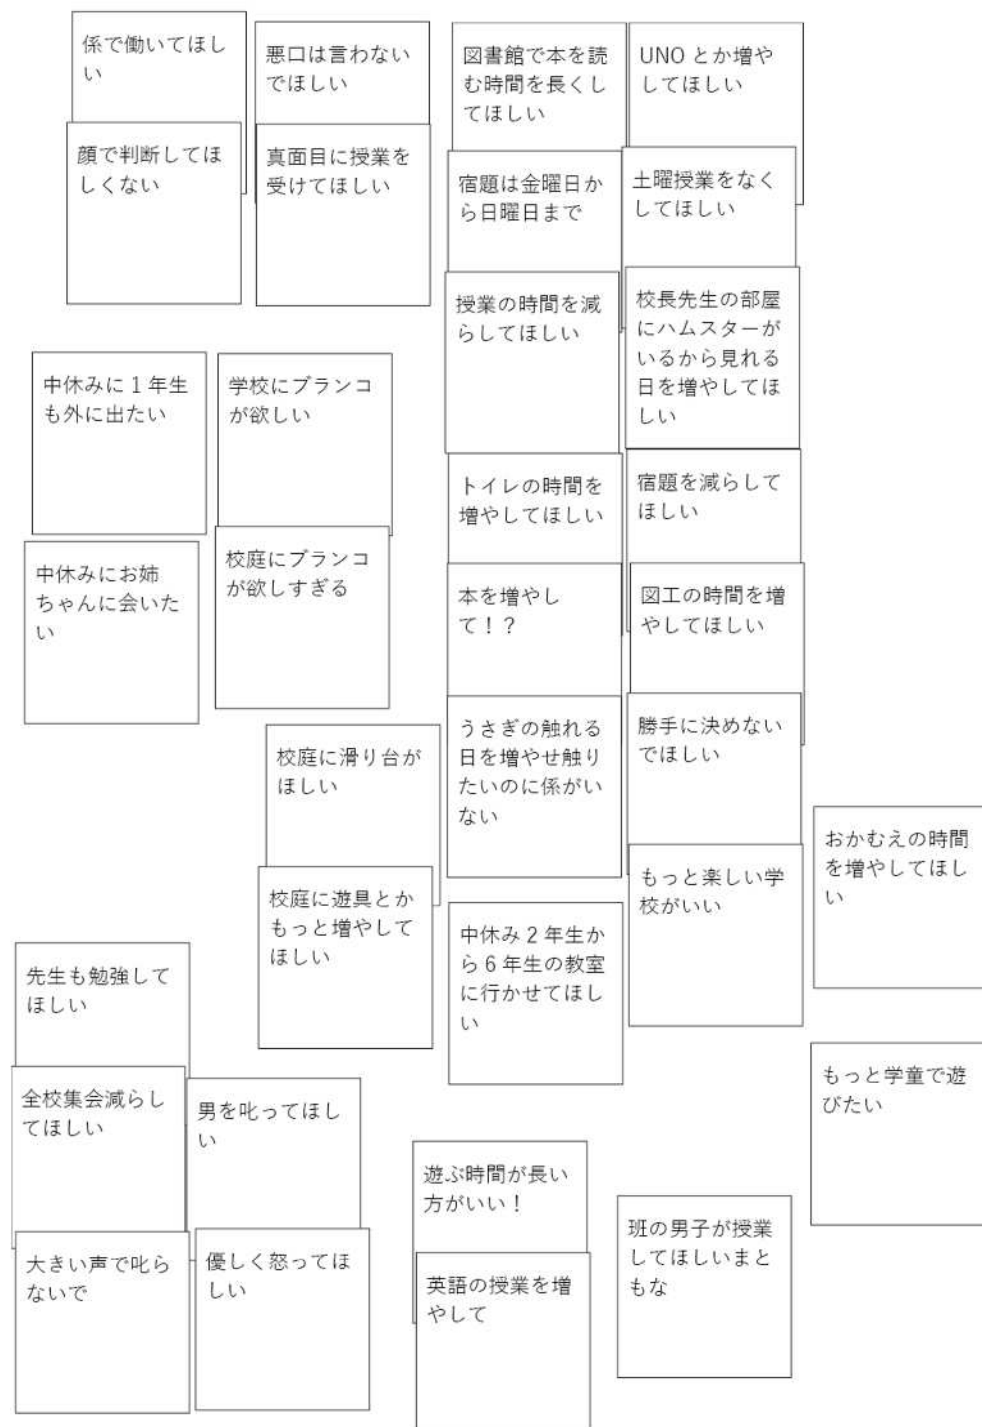 係で働いてほし
い
悪口は言わない
でほしい
顔で判断してほ
しくない
真面目に授業を
受けてほしい
図書館で本を読
む時間を長くし
てほしい
UNO とか増や
してほしい
宿題は金曜日か
ら日曜日まで
土曜授業をなく
してほしい
授業の時間を減
らしてほしい
校長先生の部屋
にハムスターが
いるから見れる
日を増やしてほ
しい
中休みに 1 年生
も外に出たい
学校にブランコ
が欲しい
中休みにお姉
ちゃんに会いた
い
校庭にブランコ
が欲しすぎる
トイレの時間を
増やしてほしい
宿題を減らして
ほしい
本を増やし
て！？
図工の時間を増
やしてほしい
うさぎの触れる
日を増やせ触り
たいのに係がい
ない
勝手に決めない
でほしい
校庭に滑り台が
ほしい
校庭に遊具とか
もっと増やして
ほしい
もっと楽しい学
校がいい
おかむえの時間
を増やしてほし
い
中休み 2 年生か
ら 6 年生の教室
に行かせてほし
い
先生も勉強して
ほしい
全校集会減らし
てほしい
男を叱ってほし
い
大きい声で叱ら
ないで
優しく怒ってほ
しい
遊ぶ時間が長い
方がいい！
英語の授業を増
やして
班の男子が授業
してほしいまと
もな
もっと学童で遊
びたい